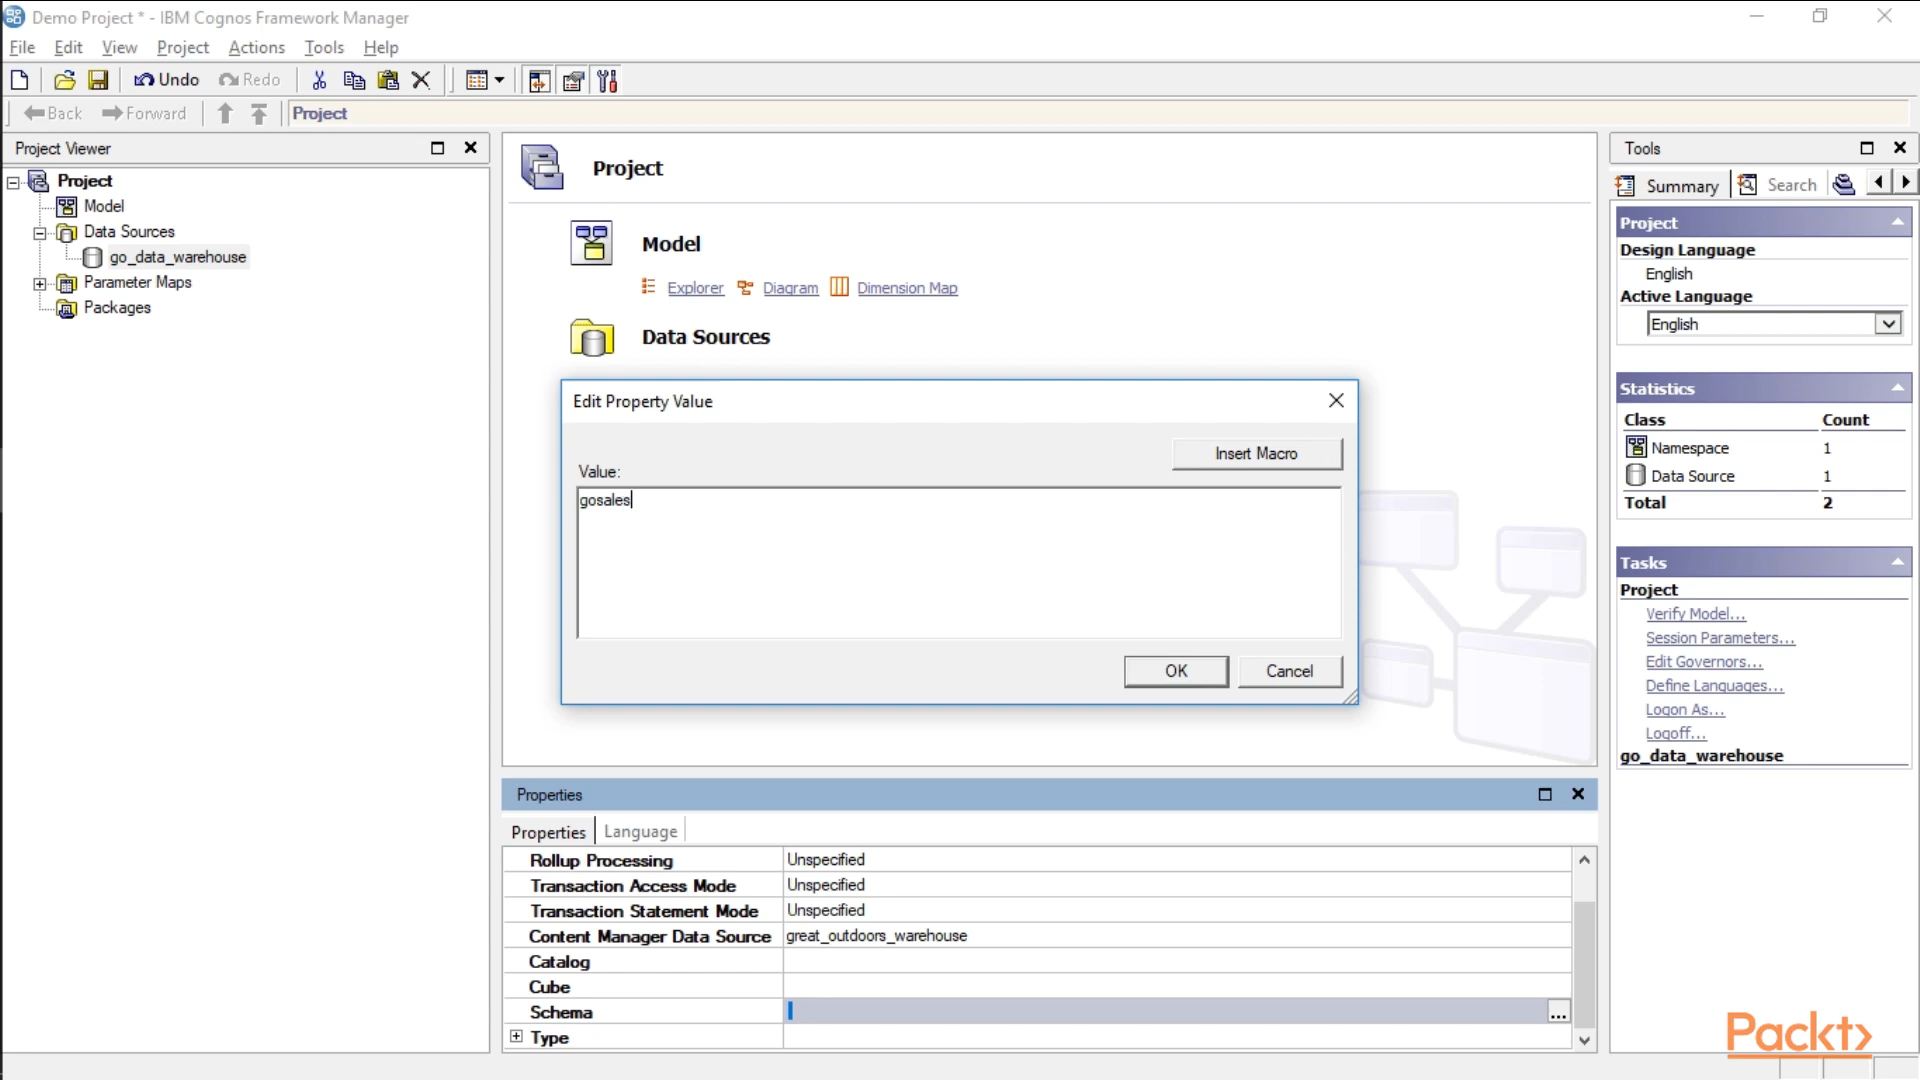 Demo Project * - IBM Cognos Framework Manager
File Edit View Project Actions Tools Help
Undo Redo
Back Forward Project
Project Viewer
Project
Model
Data Sources
go_data_warehouse
Parameter Maps
Packages
Project
Model
Explorer Diagram Dimension Map
Data Sources
Edit Property Value
Insert Macro
Value:
gosales
OK Cancel
Properties
Properties Language
Rollup Processing Unspecified
Transaction Access Mode Unspecified
Transaction Statement Mode Unspecified
Content Manager Data Source great_outdoors_warehouse
Catalog
Cube
Schema ...
Type
Tools
Summary Search
Project
Design Language
English
Active Language
English
Statistics
Class Count
Namespace 1
Data Source 1
Total 2
Tasks
Project
Verify Model...
Session Parameters...
Edit Governors...
Define Languages...
Logon As...
Logoff...
go_data_warehouse
Packt>